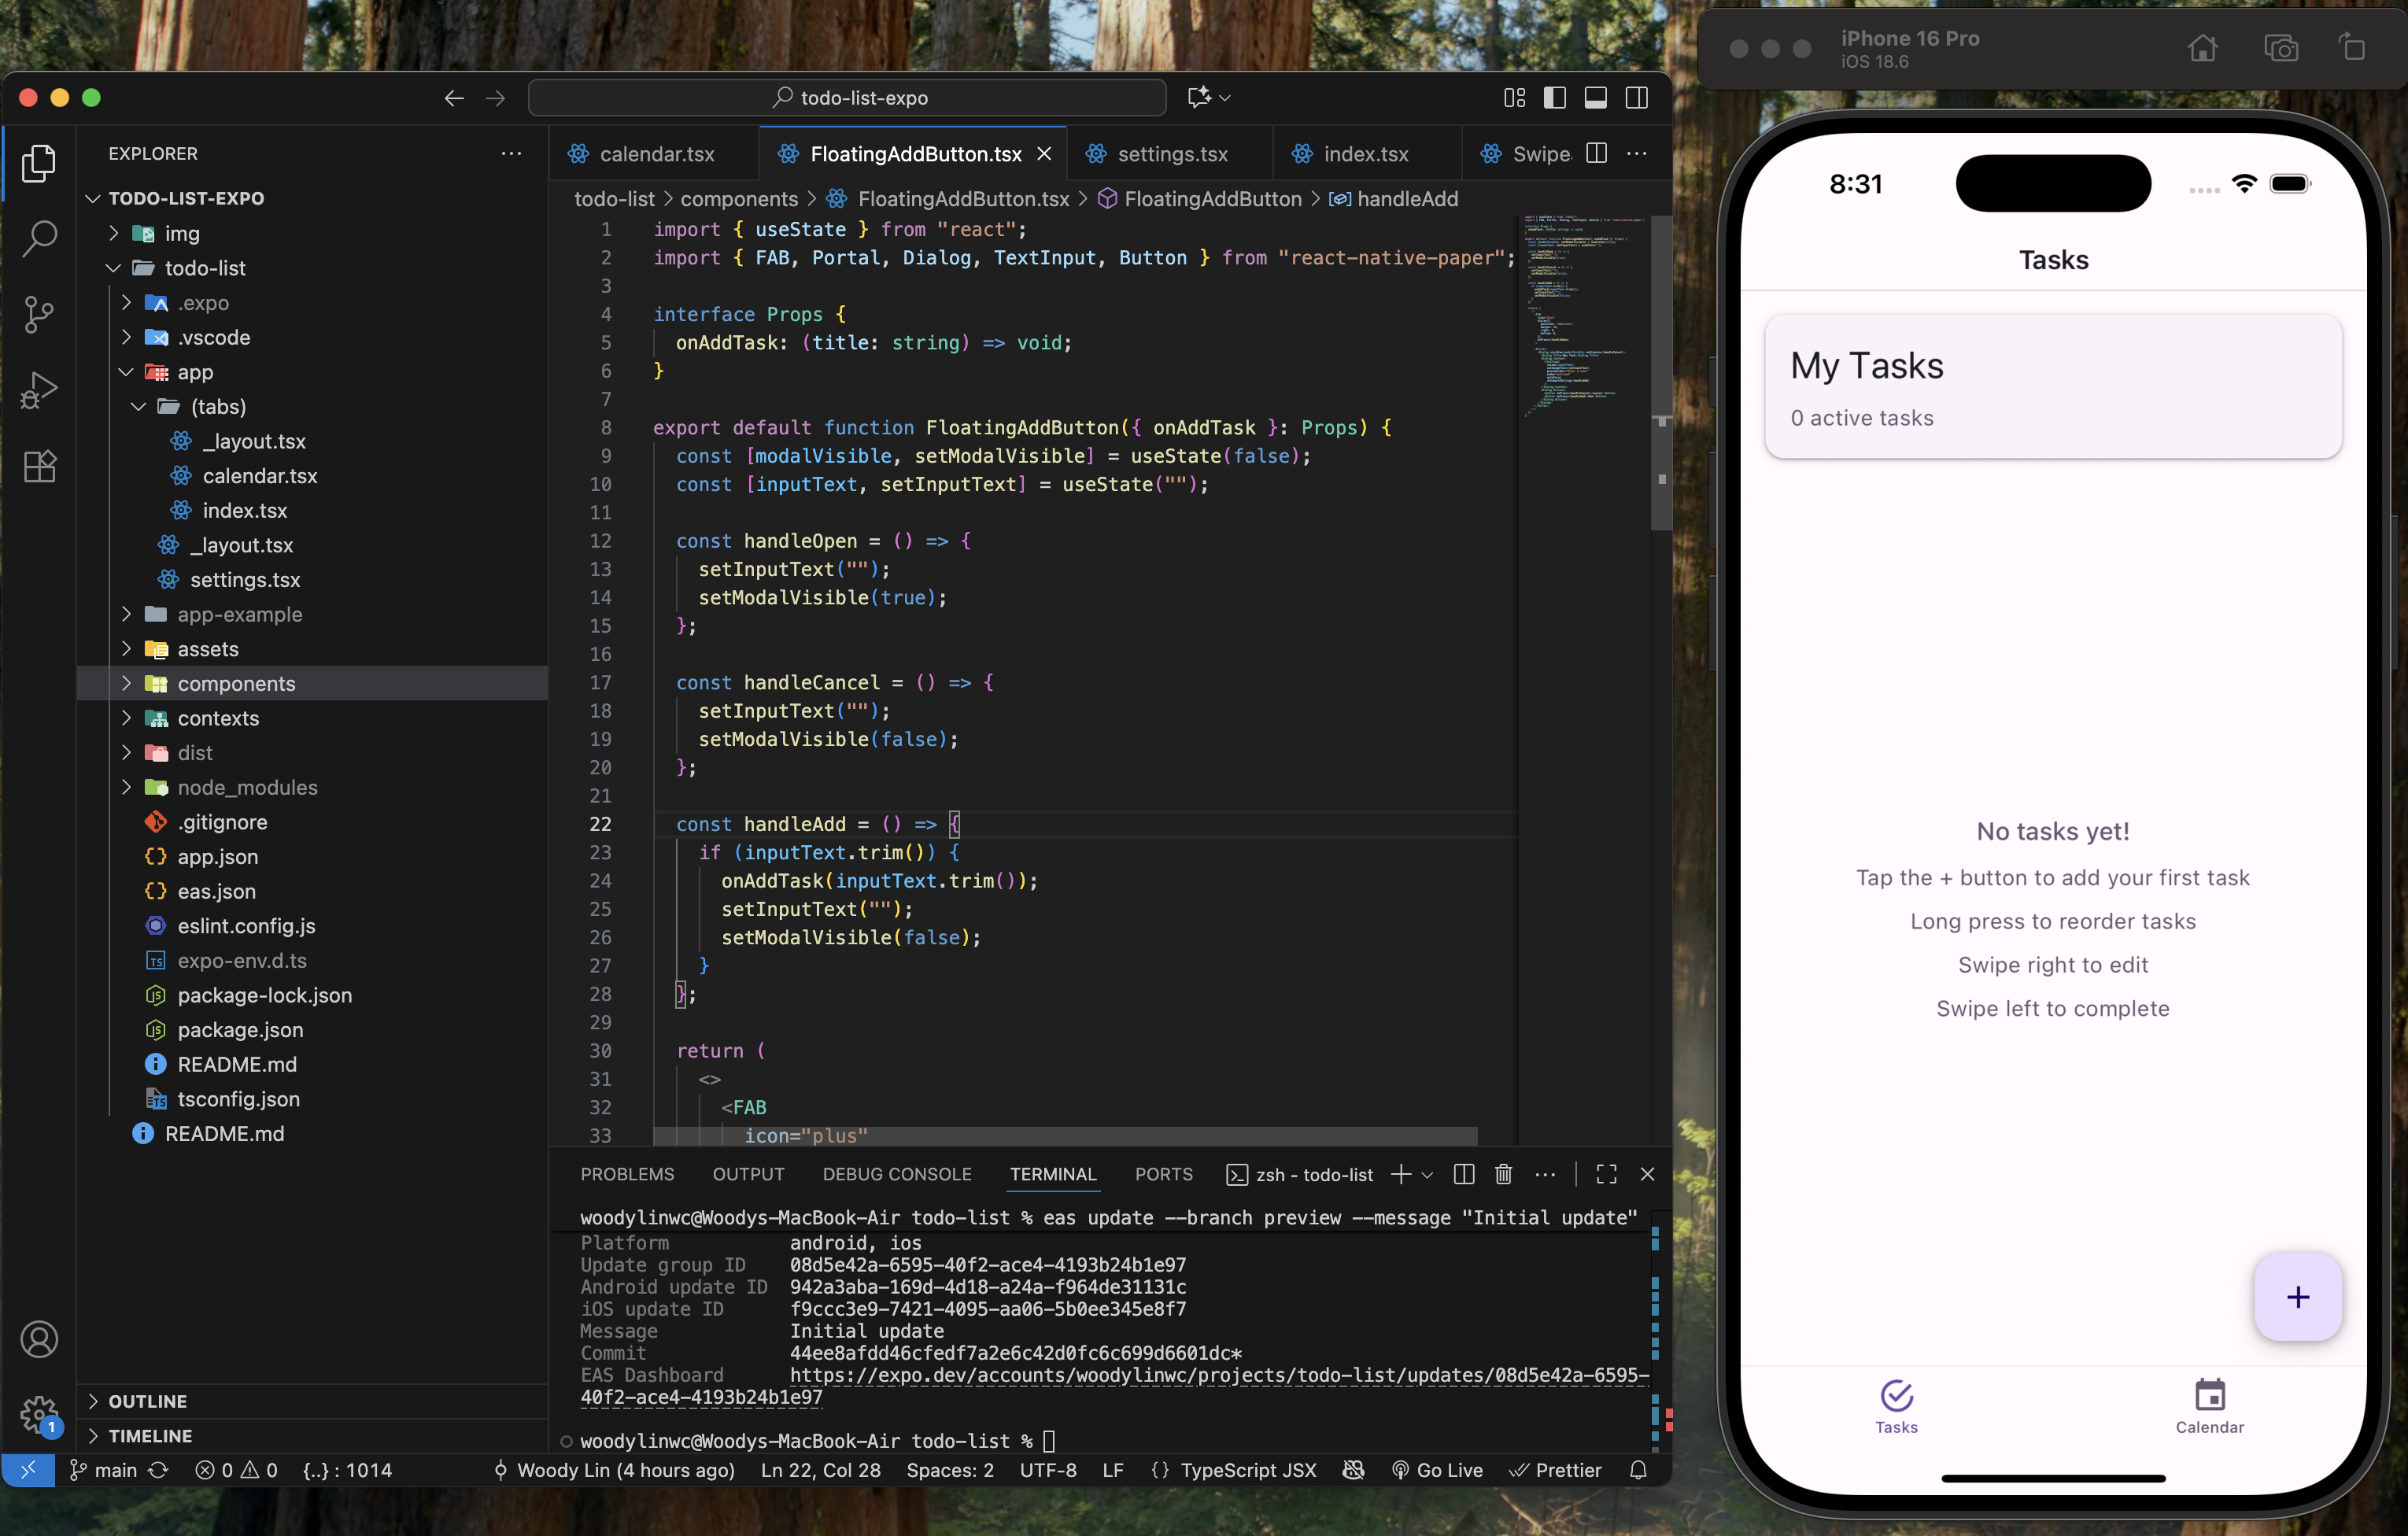 todo-list-expo
EXPLORER
TODO-LIST-EXPO
img
todo-list
.expo
.vscode
app
(tabs)
_layout.tsx
calendar.tsx
index.tsx
_layout.tsx
settings.tsx
app-example
assets
components
contexts
dist
node_modules
.gitignore
app.json
eas.json
eslint.config.js
expo-env.d.ts
package-lock.json
package.json
README.md
tsconfig.json
README.md
OUTLINE
TIMELINE
1
calendar.tsx FloatingAddButton.tsx settings.tsx index.tsx Swipe
todo-list > components > FloatingAddButton.tsx > FloatingAddButton > handleAdd
1 import { useState } from "react";
2 import { FAB, Portal, Dialog, TextInput, Button } from "react-native-paper";
3
4 interface Props {
5 onAddTask: (title: string) => void;
6 }
7
8 export default function FloatingAddButton({ onAddTask }: Props) {
9 const [modalVisible, setModalVisible] = useState(false);
10 const [inputText, setInputText] = useState("");
11
12 const handleOpen = () => {
13 setInputText("");
14 setModalVisible(true);
15 };
16
17 const handleCancel = () => {
18 setInputText("");
19 setModalVisible(false);
20 };
21
22 const handleAdd = () => {
23 if (inputText.trim()) {
24 onAddTask(inputText.trim());
25 setInputText("");
26 setModalVisible(false);
27 }
28 };
29
30 return (
31 <>
32 <FAB
33 icon="plus"
PROBLEMS OUTPUT DEBUG CONSOLE TERMINAL PORTS zsh - todo-list
woodylinwc@Woodys-MacBook-Air todo-list % eas update --branch preview --message "Initial update"
Platform android, ios
Update group ID 08d5e42a-6595-40f2-ace4-4193b24b1e97
Android update ID 942a3aba-169d-4d18-a24a-f964de31131c
iOS update ID f9ccc3e9-7421-4095-aa06-5b0ee345e8f7
Message Initial update
Commit 44ee8afdd46cfedf7a2e6c42d0fc6c699d6601dc*
EAS Dashboard https://expo.dev/accounts/woodylinwc/projects/todo-list/updates/08d5e42a-6595-
40f2-ace4-4193b24b1e97
woodylinwc@Woodys-MacBook-Air todo-list %
main 0 0 {..} : 1014 Woody Lin (4 hours ago) Ln 22, Col 28 Spaces: 2 UTF-8 LF {} TypeScript JSX Go Live Prettier
iPhone 16 Pro
iOS 18.6
8:31
Tasks
My Tasks
0 active tasks
No tasks yet!
Tap the + button to add your first task
Long press to reorder tasks
Swipe right to edit
Swipe left to complete
+
Tasks Calendar